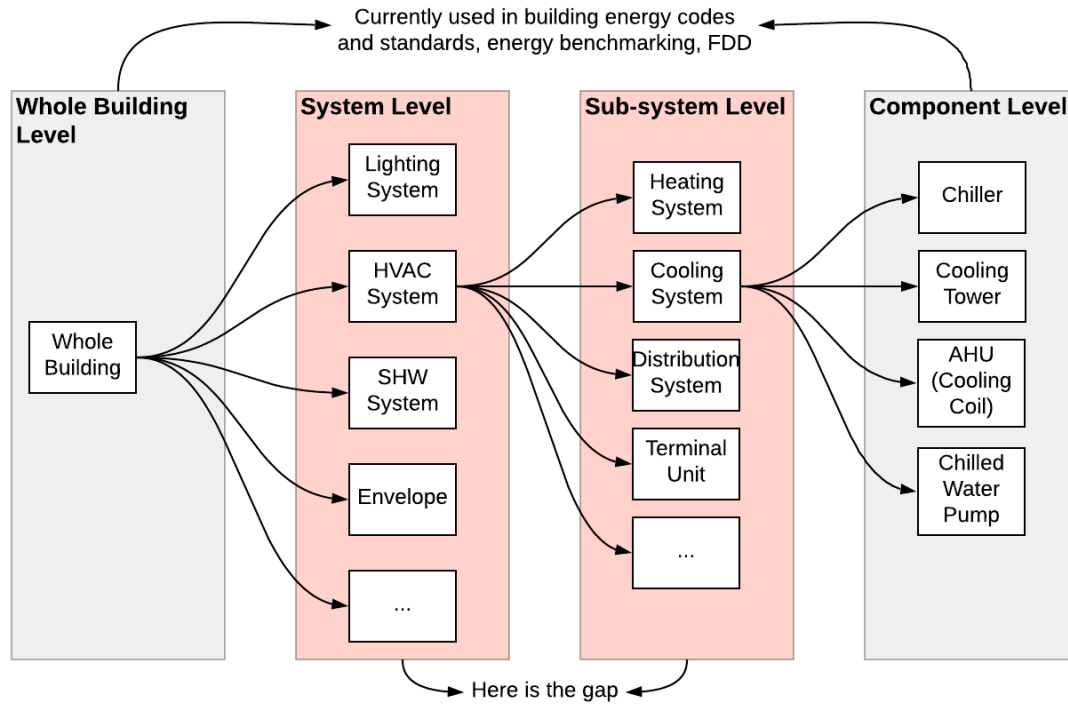 Currently used in building energy codes
and standards, energy benchmarking, FDD
Whole Building
Level
Whole
Building
System Level
Lighting
System
HVAC
System
SHW
System
Envelope
...
Sub-system Level
Heating
System
Cooling
System
Distribution
System
Terminal
Unit
...
Component Level
Chiller
Cooling
Tower
AHU
(Cooling
Coil)
Chilled
Water
Pump
Here is the gap